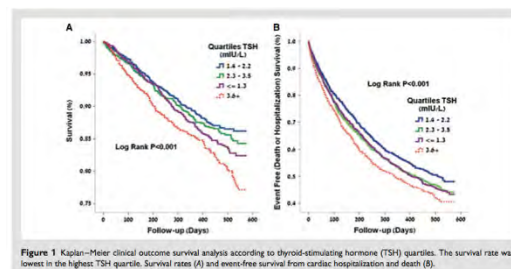 A
Quartiles TSH
(mIU/L)
1.4 - 2.2
2.3 - 3.5
<= 1.3
3.6+
Log Rank P<0.001
Survival (%)
1.00
0.95
0.90
0.85
0.80
0.75
0 100 200 300 400 500 600
Follow-up (Days)
B
Log Rank P<0.001
Quartiles TSH
(mIU/L)
1.4 - 2.2
2.3 - 3.5
<= 1.3
3.6+
Event Free (Death or Hospitalization) Survival (%)
1.0
0.9
0.8
0.7
0.6
0.5
0.4
0 100 200 300 400 500 600
Follow-up (Days)
Figure 1 Kaplan–Meier clinical outcome survival analysis according to thyroid-stimulating hormone (TSH) quartiles. The survival rate was
lowest in the highest TSH quartile. Survival rates (A) and event-free survival from cardiac hospitalization and death (B).